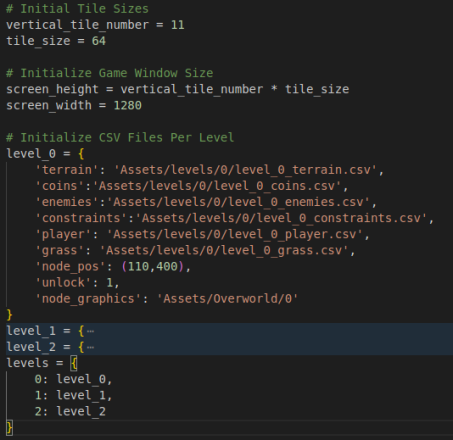 # Initial Tile Sizes
vertical_tile_number = 11
tile_size = 64

# Initialize Game Window Size
screen_height = vertical_tile_number * tile_size
screen_width = 1280

# Initialize CSV Files Per Level
level_0 = {
    'terrain': 'Assets/levels/0/level_0_terrain.csv',
    'coins':'Assets/levels/0/level_0_coins.csv',
    'enemies':'Assets/levels/0/level_0_enemies.csv',
    'constraints':'Assets/levels/0/level_0_constraints.csv',
    'player': 'Assets/levels/0/level_0_player.csv',
    'grass': 'Assets/levels/0/level_0_grass.csv',
    'node_pos': (110,400),
    'unlock': 1,
    'node_graphics': 'Assets/Overworld/0'
}
level_1 = {⋯
level_2 = {⋯
levels = {
    0: level_0,
    1: level_1,
    2: level_2
}